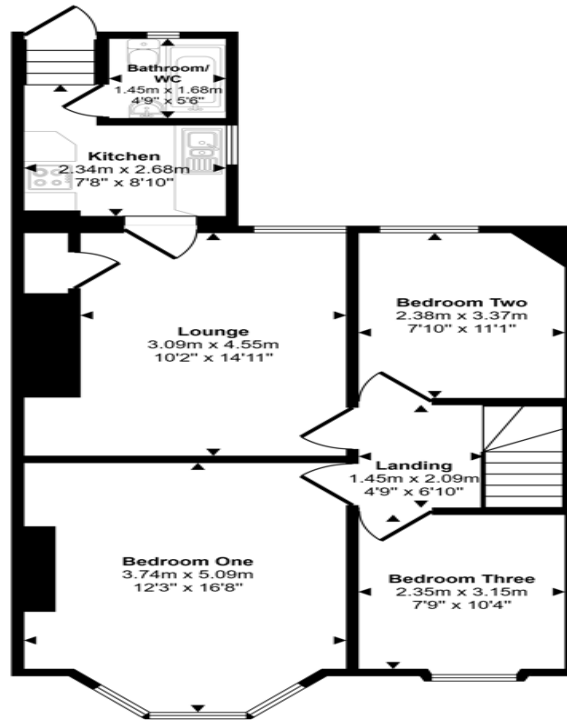 Bathroom/
WC
1.45m x 1.68m
4'9" x 5'6"
Kitchen
2.34m x 2.68m
7'8" x 8'10"
Lounge
3.09m x 4.55m
10'2" x 14'11"
Bedroom Two
2.38m x 3.37m
7'10" x 11'1"
Landing
1.45m x 2.09m
4'9" x 6'10"
Bedroom One
3.74m x 5.09m
12'3" x 16'8"
Bedroom Three
2.35m x 3.15m
7'9" x 10'4"